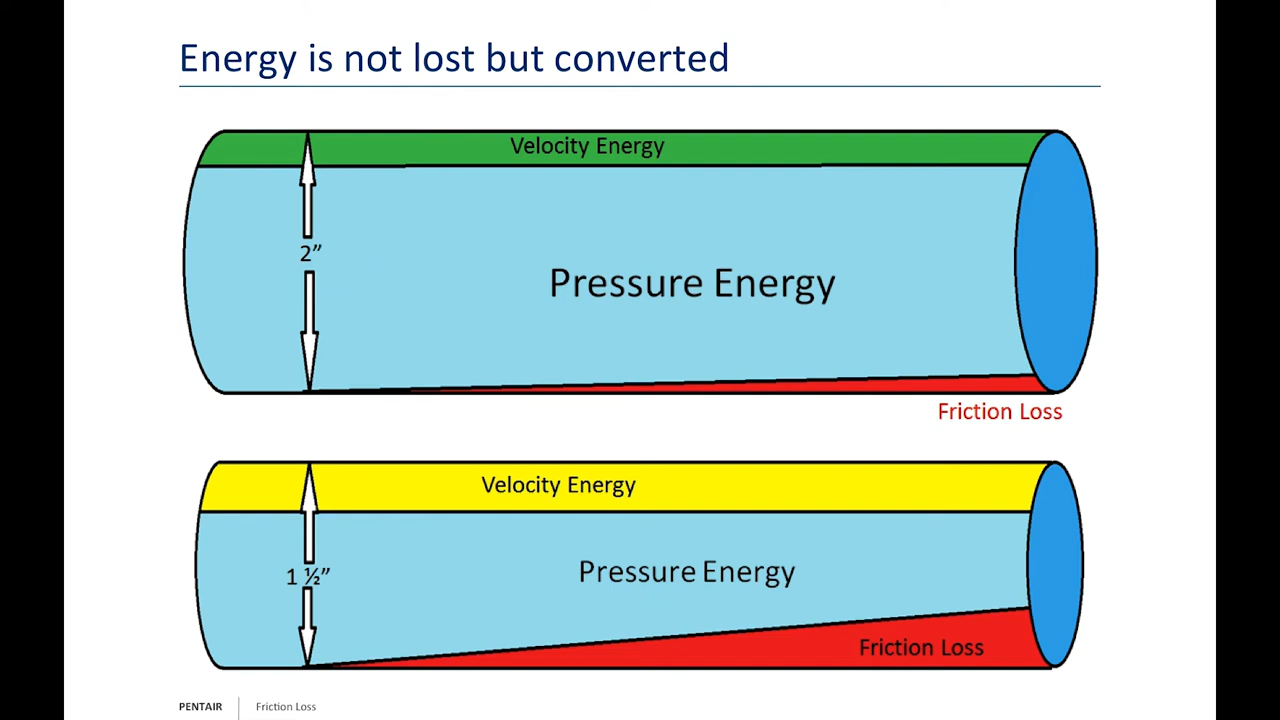 Energy is not lost but converted
Velocity Energy
2”
Pressure Energy
Friction Loss
Velocity Energy
1 ½”
Pressure Energy
Friction Loss
PENTAIR
Friction Loss